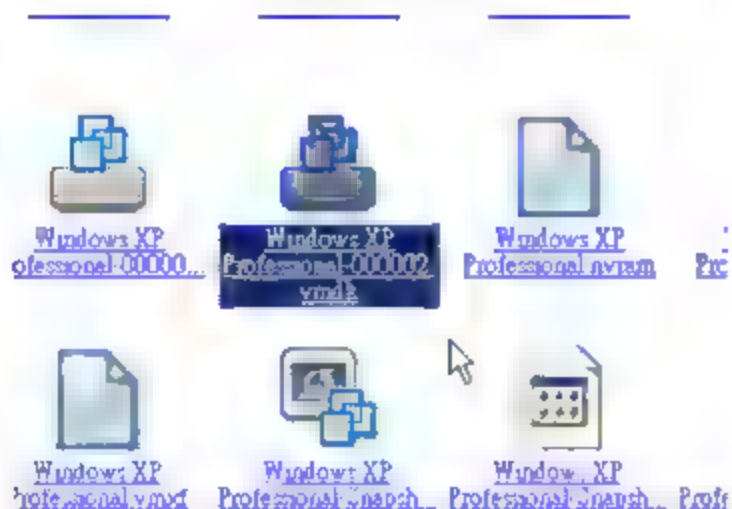 Windows XP
ofessional-00000...
Windows XP
Professional-000002.
vmdk
Windows XP
Professional.nvram
Windows XP
Professional.vmxf
Windows XP
Professional-Snapsh...
Windows XP
Professional-Snapsh...